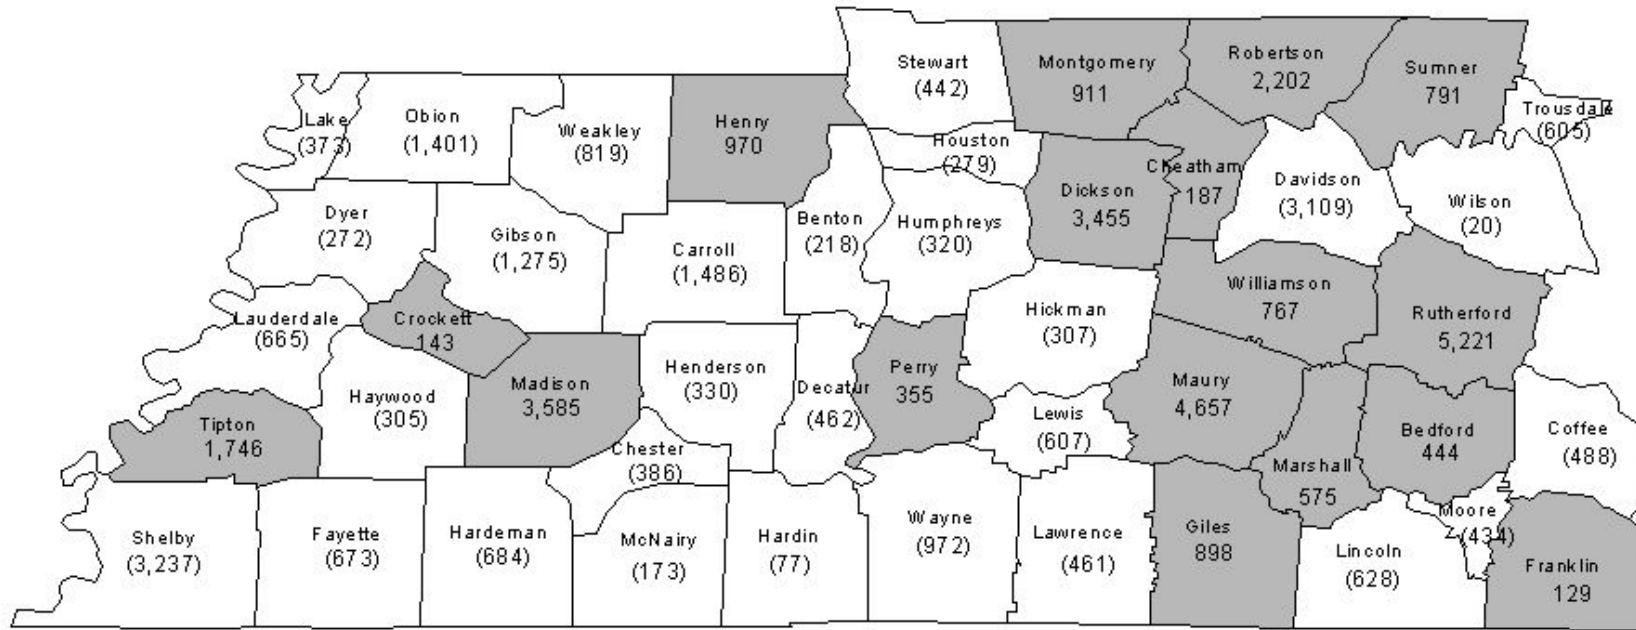 Stewart
(442)
Montgomery
911
Robertson
2,202
Sumner
791
Trousdale
(605)
Lake
(373)
Obion
(1,401)
Weakley
(819)
Henry
970
Houston
(279)
Dickson
3,455
Cheatham
187
Davidson
(3,109)
Wilson
(20)
Dyer
(272)
Gibson
(1,275)
Carroll
(1,486)
Benton
(218)
Humphreys
(320)
Lauderdale
(665)
Crockett
143
Hickman
(307)
Williamson
767
Rutherford
5,221
Tipton
1,746
Haywood
(305)
Madison
3,585
Henderson
(330)
Decatur
(462)
Perry
355
Lewis
(607)
Maury
4,657
Bedford
444
Coffee
(488)
Chester
(386)
Marshall
575
Shelby
(3,237)
Fayette
(673)
Hardeman
(684)
McNairy
(173)
Hardin
(77)
Wayne
(972)
Lawrence
(461)
Giles
898
Lincoln
(628)
Moore
(434)
Franklin
129